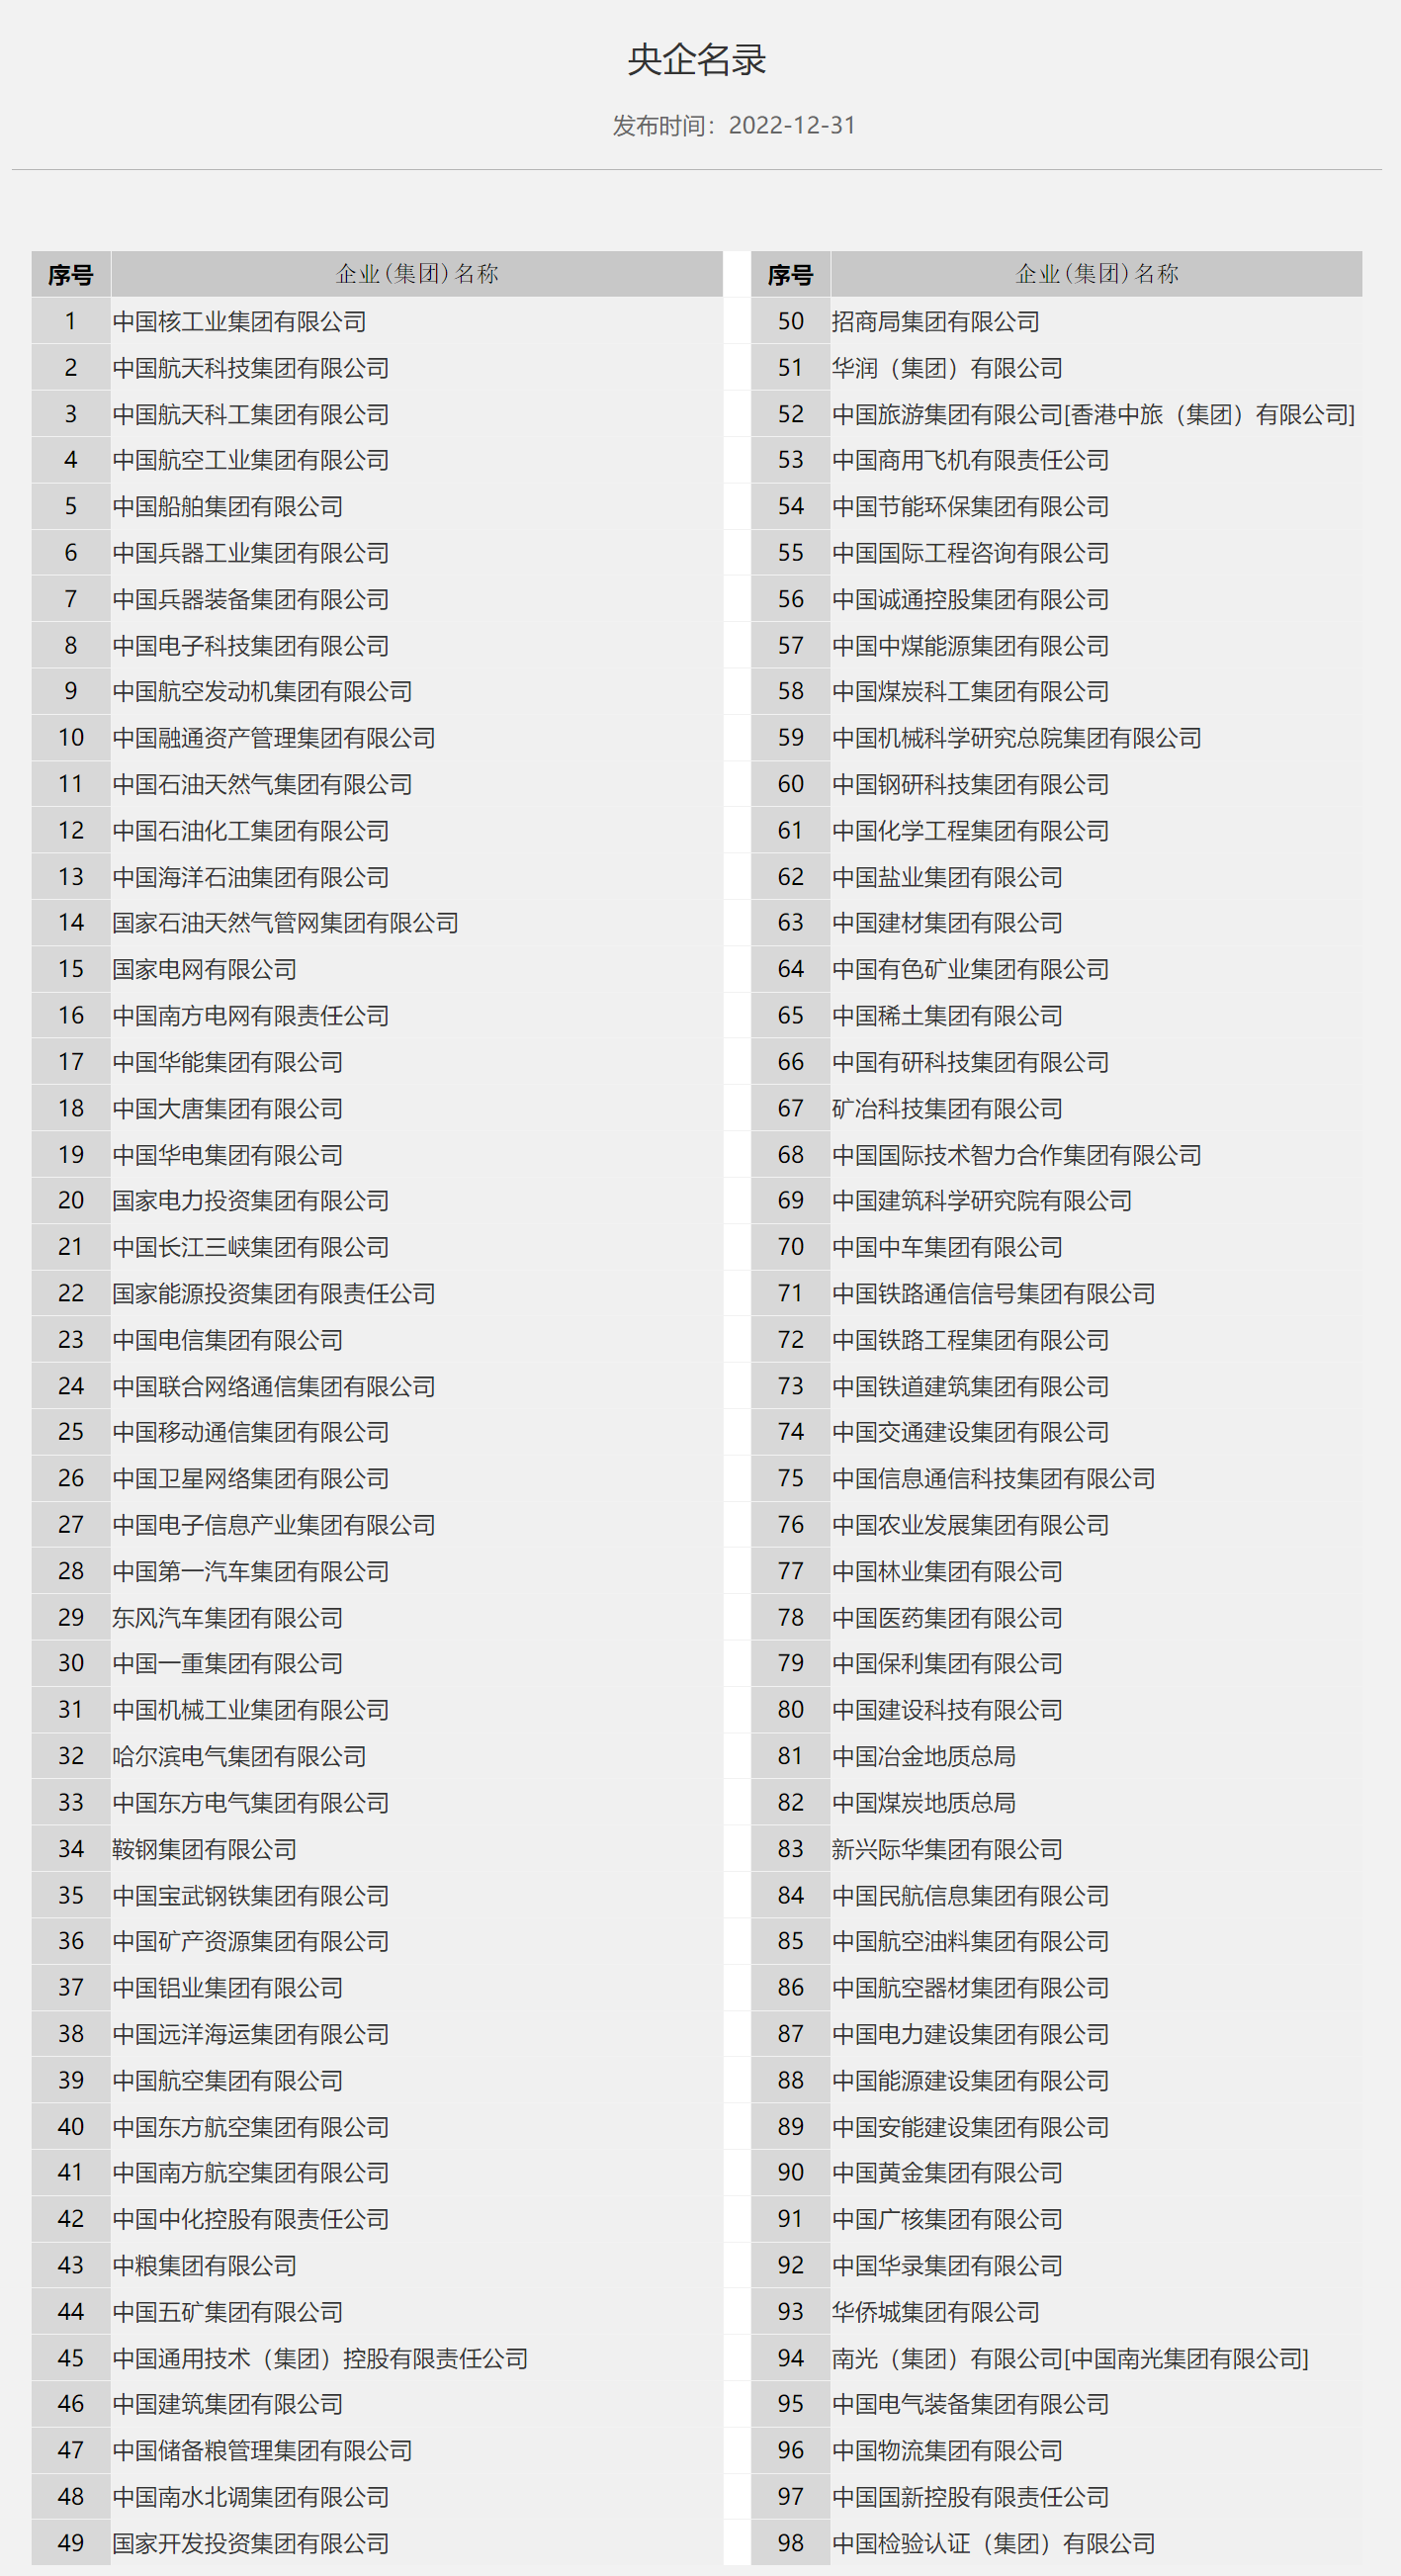 央企名录
发布时间：2022-12-31
序号 企业(集团)名称 序号 企业(集团)名称
1 中国核工业集团有限公司 50 招商局集团有限公司
2 中国航天科技集团有限公司 51 华润（集团）有限公司
3 中国航天科工集团有限公司 52 中国旅游集团有限公司[香港中旅（集团）有限公司]
4 中国航空工业集团有限公司 53 中国商用飞机有限责任公司
5 中国船舶集团有限公司 54 中国节能环保集团有限公司
6 中国兵器工业集团有限公司 55 中国国际工程咨询有限公司
7 中国兵器装备集团有限公司 56 中国诚通控股集团有限公司
8 中国电子科技集团有限公司 57 中国中煤能源集团有限公司
9 中国航空发动机集团有限公司 58 中国煤炭科工集团有限公司
10 中国融通资产管理集团有限公司 59 中国机械科学研究总院集团有限公司
11 中国石油天然气集团有限公司 60 中国钢研科技集团有限公司
12 中国石油化工集团有限公司 61 中国化学工程集团有限公司
13 中国海洋石油集团有限公司 62 中国盐业集团有限公司
14 国家石油天然气管网集团有限公司 63 中国建材集团有限公司
15 国家电网有限公司 64 中国有色矿业集团有限公司
16 中国南方电网有限责任公司 65 中国稀土集团有限公司
17 中国华能集团有限公司 66 中国有研科技集团有限公司
18 中国大唐集团有限公司 67 矿冶科技集团有限公司
19 中国华电集团有限公司 68 中国国际技术智力合作集团有限公司
20 国家电力投资集团有限公司 69 中国建筑科学研究院有限公司
21 中国长江三峡集团有限公司 70 中国中车集团有限公司
22 国家能源投资集团有限责任公司 71 中国铁路通信信号集团有限公司
23 中国电信集团有限公司 72 中国铁路工程集团有限公司
24 中国联合网络通信集团有限公司 73 中国铁道建筑集团有限公司
25 中国移动通信集团有限公司 74 中国交通建设集团有限公司
26 中国卫星网络集团有限公司 75 中国信息通信科技集团有限公司
27 中国电子信息产业集团有限公司 76 中国农业发展集团有限公司
28 中国第一汽车集团有限公司 77 中国林业集团有限公司
29 东风汽车集团有限公司 78 中国医药集团有限公司
30 中国一重集团有限公司 79 中国保利集团有限公司
31 中国机械工业集团有限公司 80 中国建设科技有限公司
32 哈尔滨电气集团有限公司 81 中国冶金地质总局
33 中国东方电气集团有限公司 82 中国煤炭地质总局
34 鞍钢集团有限公司 83 新兴际华集团有限公司
35 中国宝武钢铁集团有限公司 84 中国民航信息集团有限公司
36 中国矿产资源集团有限公司 85 中国航空油料集团有限公司
37 中国铝业集团有限公司 86 中国航空器材集团有限公司
38 中国远洋海运集团有限公司 87 中国电力建设集团有限公司
39 中国航空集团有限公司 88 中国能源建设集团有限公司
40 中国东方航空集团有限公司 89 中国安能建设集团有限公司
41 中国南方航空集团有限公司 90 中国黄金集团有限公司
42 中国中化控股有限责任公司 91 中国广核集团有限公司
43 中粮集团有限公司 92 中国华录集团有限公司
44 中国五矿集团有限公司 93 华侨城集团有限公司
45 中国通用技术（集团）控股有限责任公司 94 南光（集团）有限公司[中国南光集团有限公司]
46 中国建筑集团有限公司 95 中国电气装备集团有限公司
47 中国储备粮管理集团有限公司 96 中国物流集团有限公司
48 中国南水北调集团有限公司 97 中国国新控股有限责任公司
49 国家开发投资集团有限公司 98 中国检验认证（集团）有限公司